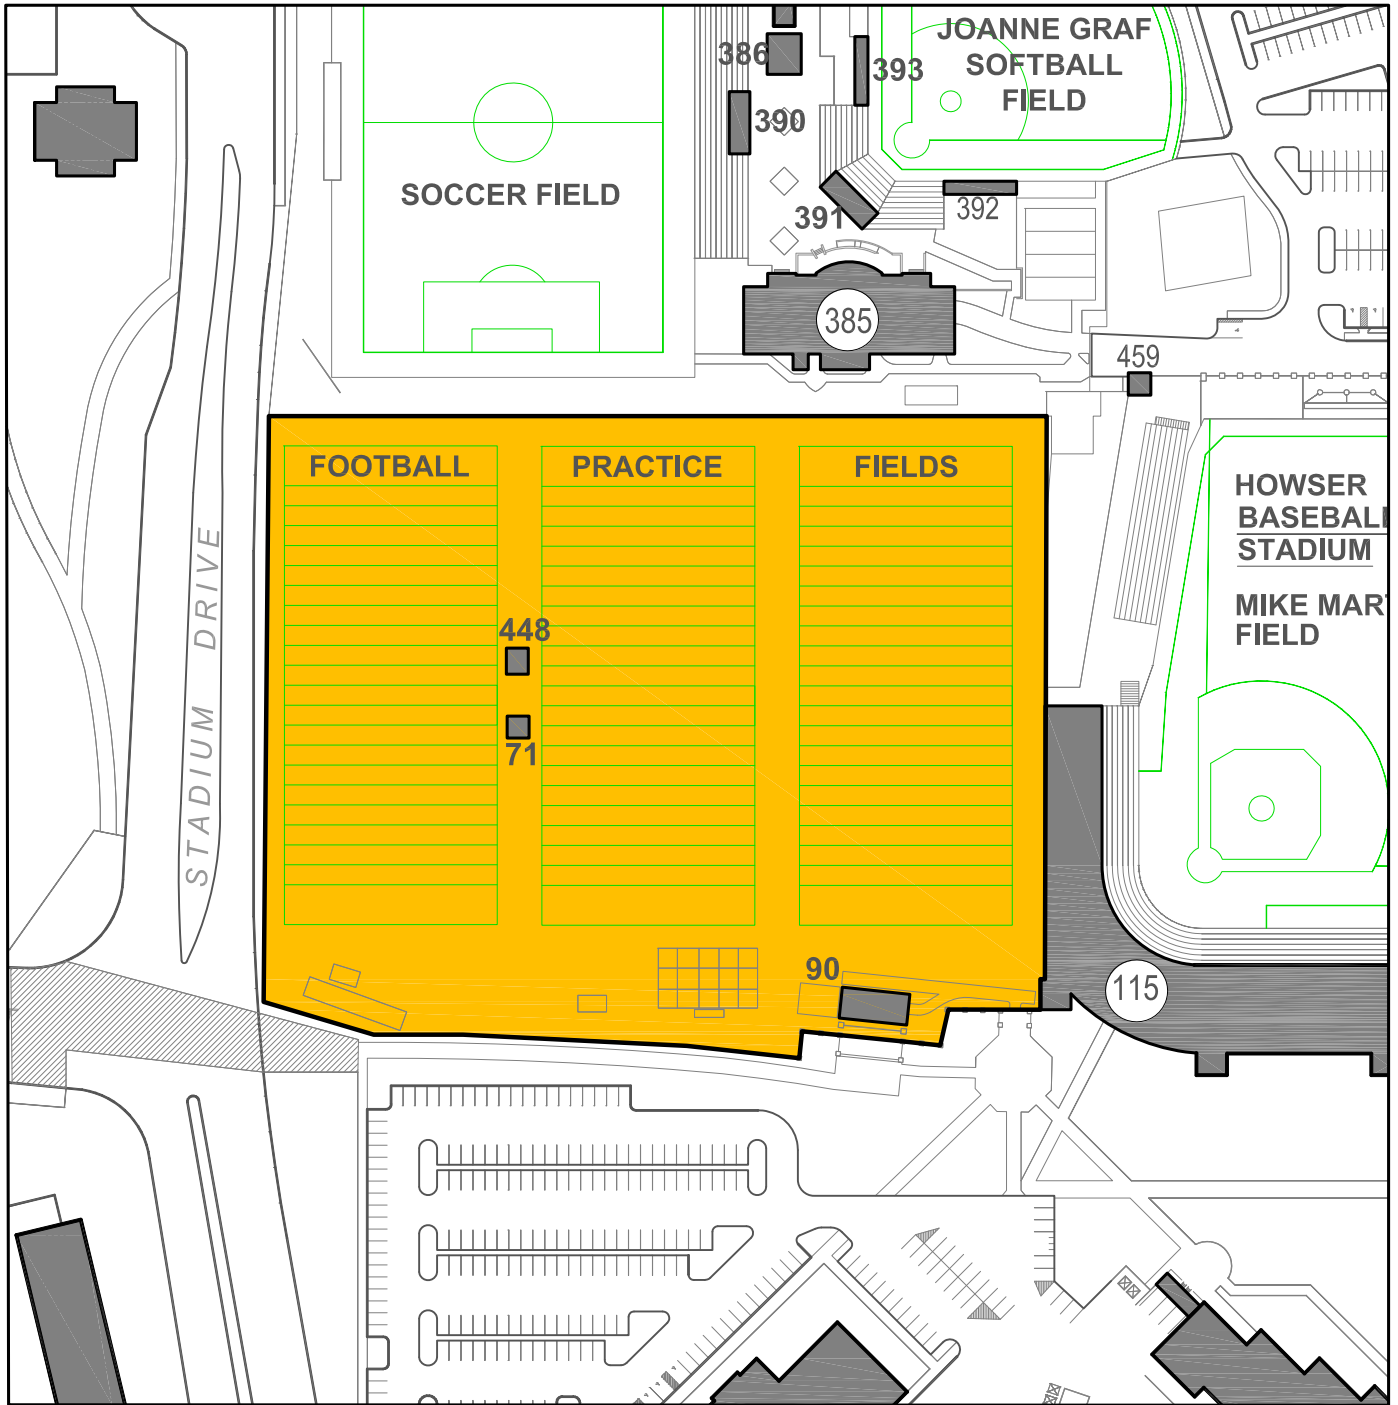 JOANNE GRAF
SOFTBALL
FIELD
386
393
390
SOCCER FIELD
391
392
385
459
FOOTBALL
PRACTICE
FIELDS
HOWSER
BASEBALL
STADIUM
MIKE MAR
FIELD
STADIUM DRIVE
448
71
90
115